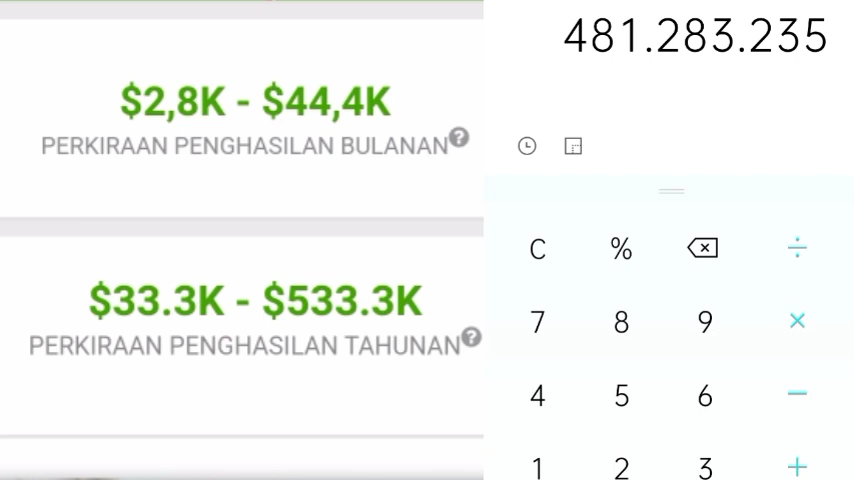 $2,8K - $44,4K
PERKIRAAN PENGHASILAN BULANAN?
$33.3K - $533.3K
PERKIRAAN PENGHASILAN TAHUNAN?
481.283.235
C % ÷
7 8 9 ×
4 5 6 −
1 2 3 +